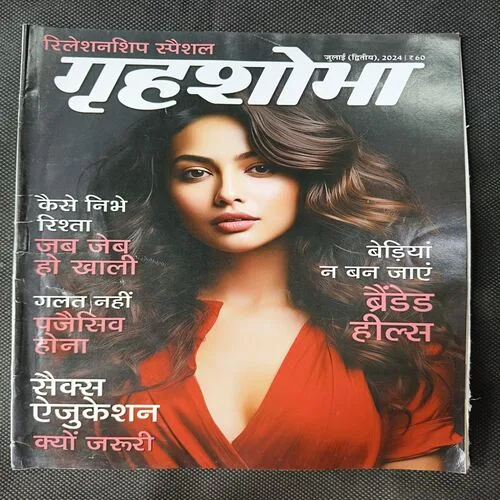 रिलेशनशिप स्पैशल
जुलाई (द्वितीय), 2024 | ₹60
गृहशोभा
कैसे निभे
रिश्ता
जब जेब
हो खाली
गलत नहीं
पजैसिव
होना
सैक्स
ऐजुकेशन
क्यों जरूरी
बेड़ियां
न बन जाएं
ब्रैंडेड
हील्स